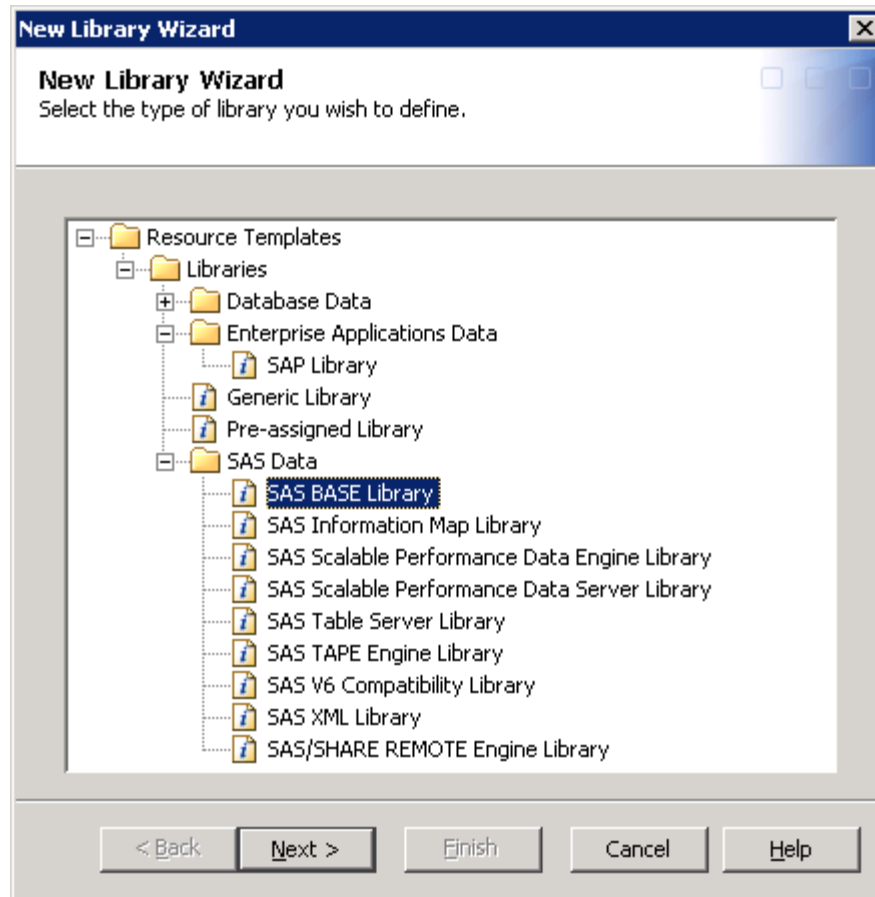 New Library Wizard
New Library Wizard
Select the type of library you wish to define.
Resource Templates
Libraries
Database Data
Enterprise Applications Data
SAP Library
Generic Library
Pre-assigned Library
SAS Data
SAS BASE Library
SAS Information Map Library
SAS Scalable Performance Data Engine Library
SAS Scalable Performance Data Server Library
SAS Table Server Library
SAS TAPE Engine Library
SAS V6 Compatibility Library
SAS XML Library
SAS/SHARE REMOTE Engine Library
< Back Next > Finish Cancel Help